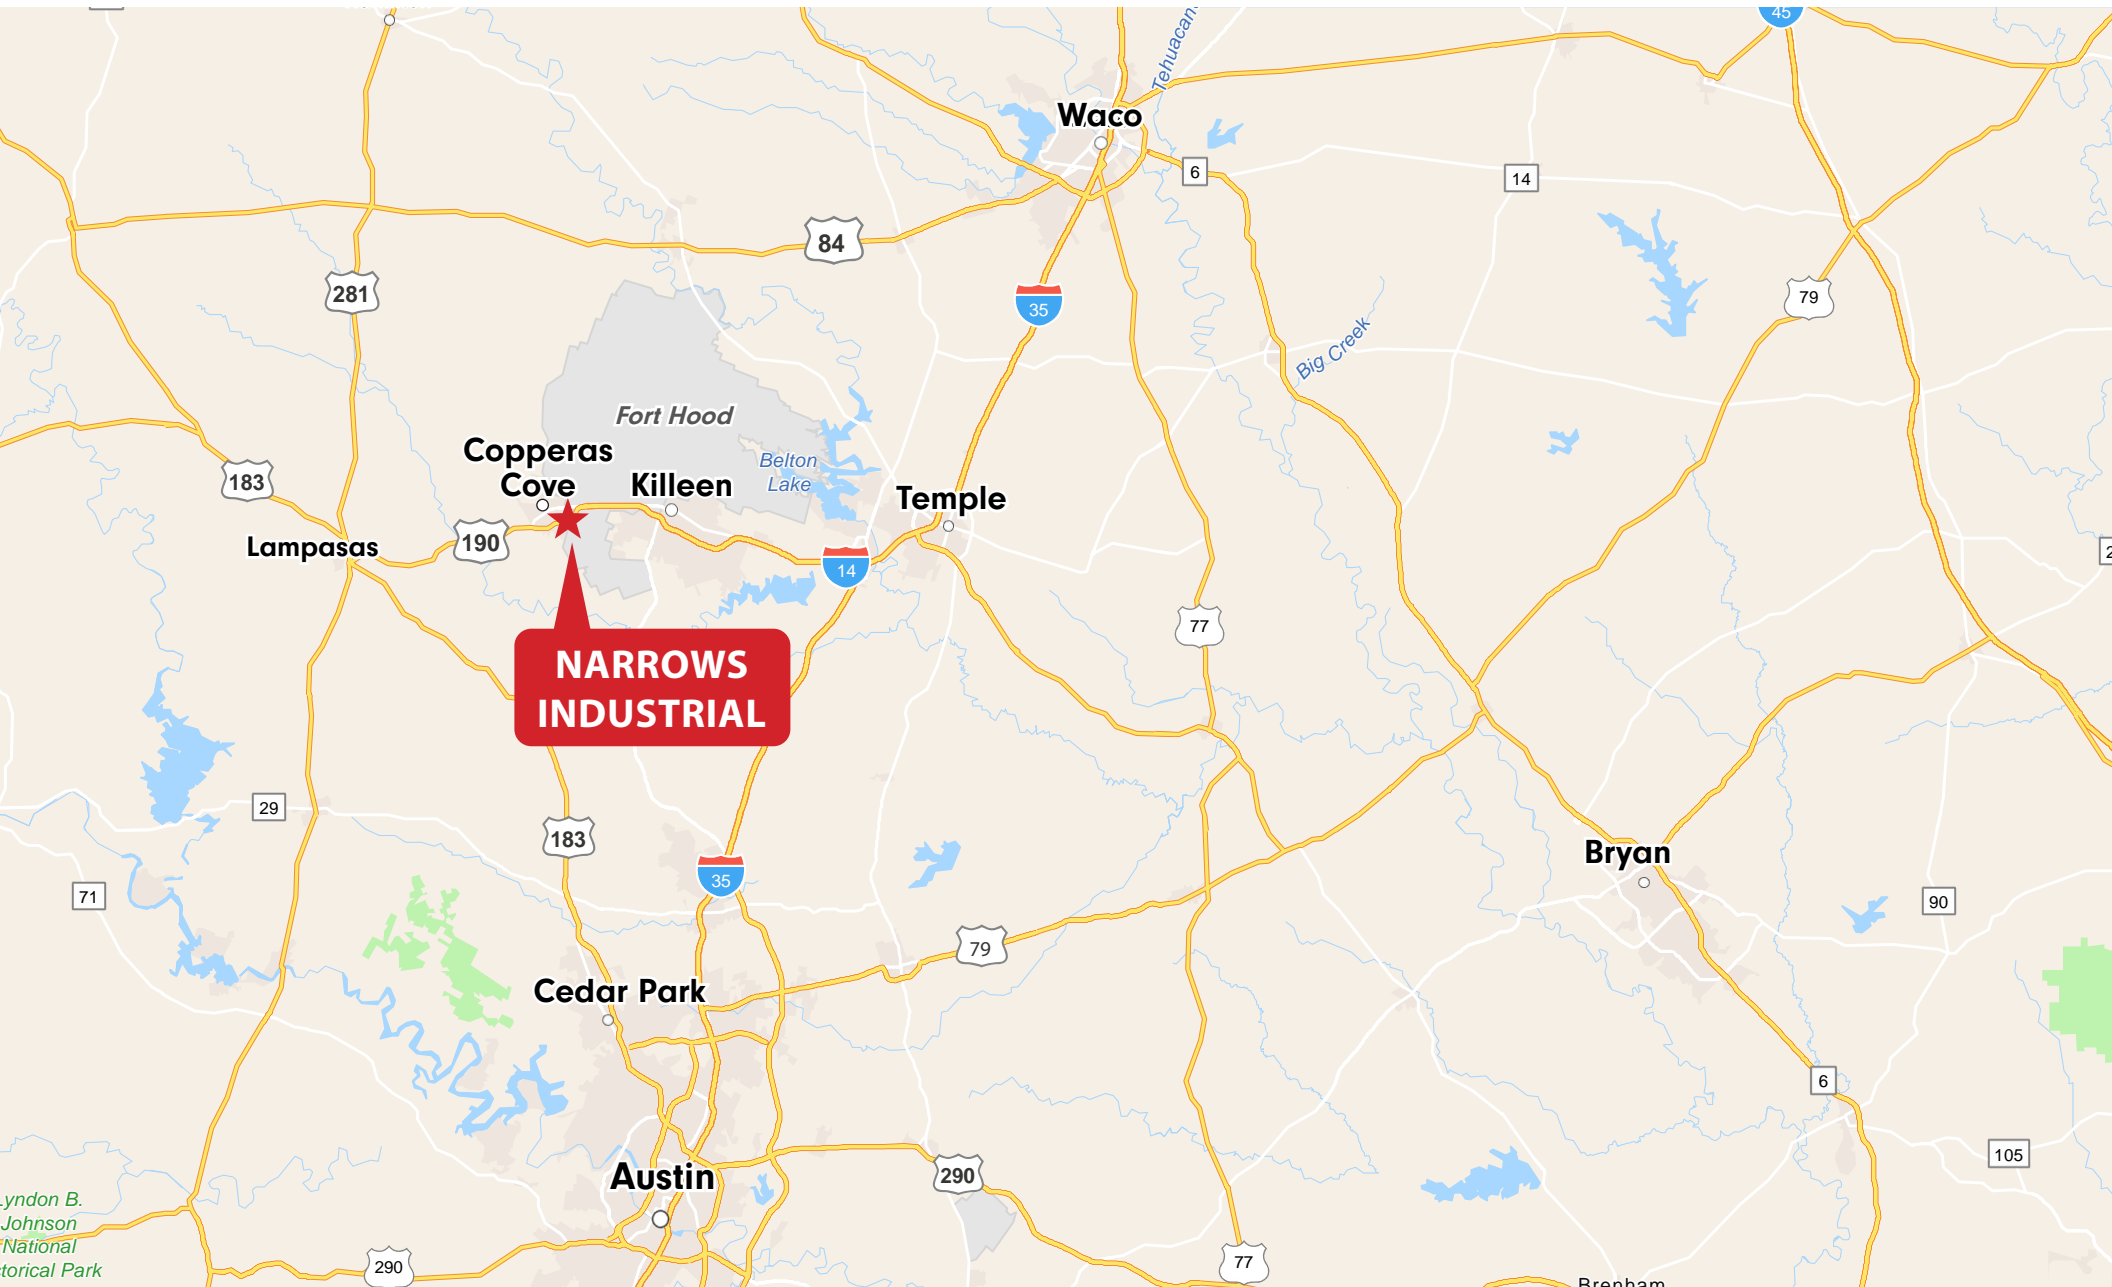 45
Tehuacan
Waco
6
14
84
281
35
79
Big Creek
Fort Hood
Copperas
Cove
Killeen
Belton
Lake
183
Temple
190
Lampasas
14
77
NARROWS
INDUSTRIAL
29
183
35
Bryan
71
90
79
Cedar Park
6
105
Austin
290
Lyndon B.
Johnson
National
torical Park
290
77
Brenham